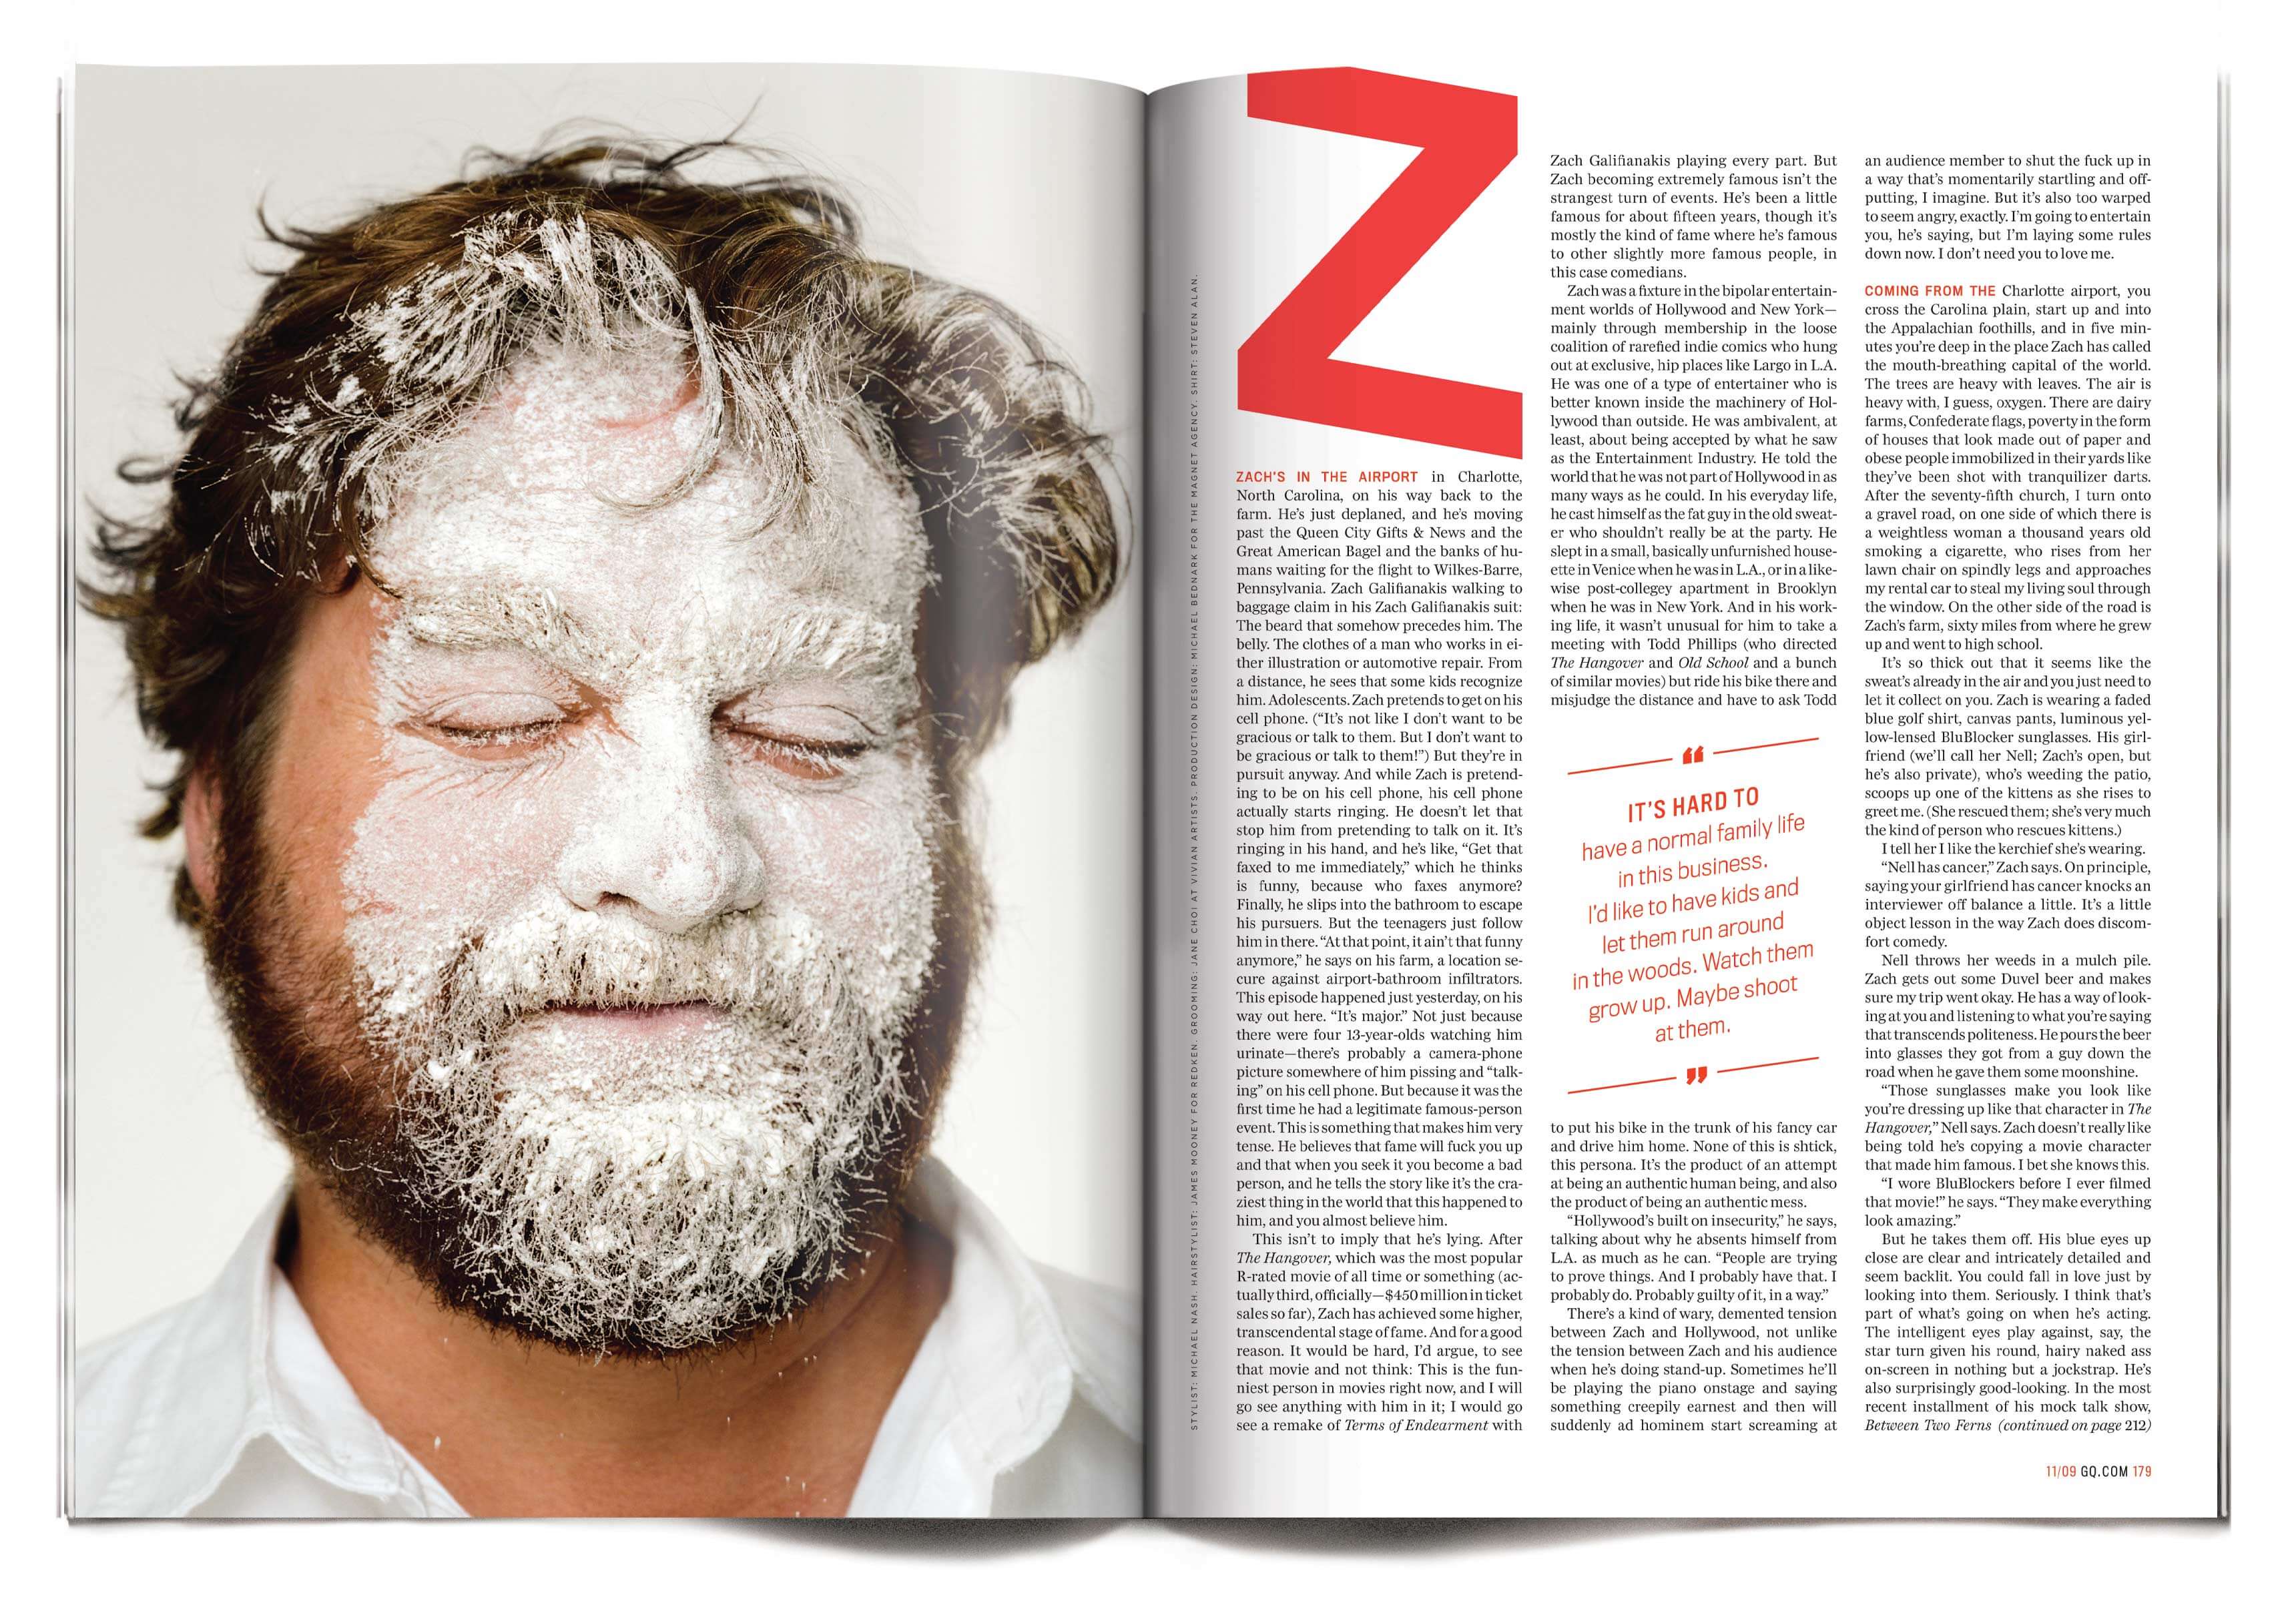 STYLIST: MICHAEL NASH. HAIRSTYLIST: JAMES MOONEY FOR REDKEN. GROOMING: JANE CHOI AT VIVIAN ARTISTS. PRODUCTION DESIGN: MICHAEL BEDNARK FOR THE MAGNET AGENCY. SHIRT: STEVEN ALAN.
Z
ZACH'S IN THE AIRPORT in Charlotte,
North Carolina, on his way back to the
farm. He's just deplaned, and he's moving
past the Queen City Gifts & News and the
Great American Bagel and the banks of hu-
mans waiting for the flight to Wilkes-Barre,
Pennsylvania. Zach Galifianakis walking to
baggage claim in his Zach Galifianakis suit:
The beard that somehow precedes him. The
belly. The clothes of a man who works in ei-
ther illustration or automotive repair. From
a distance, he sees that some kids recognize
him. Adolescents. Zach pretends to get on his
cell phone. (“It's not like I don't want to be
gracious or talk to them. But I don't want to
be gracious or talk to them!”) But they're in
pursuit anyway. And while Zach is pretend-
ing to be on his cell phone, his cell phone
actually starts ringing. He doesn't let that
stop him from pretending to talk on it. It's
ringing in his hand, and he's like, “Get that
faxed to me immediately,” which he thinks
is funny, because who faxes anymore?
Finally, he slips into the bathroom to escape
his pursuers. But the teenagers just follow
him in there. “At that point, it ain't that funny
anymore,” he says on his farm, a location se-
cure against airport-bathroom infiltrators.
This episode happened just yesterday, on his
way out here. “It's major.” Not just because
there were four 13-year-olds watching him
urinate—there's probably a camera-phone
picture somewhere of him pissing and “talk-
ing” on his cell phone. But because it was the
first time he had a legitimate famous-person
event. This is something that makes him very
tense. He believes that fame will fuck you up
and that when you seek it you become a bad
person, and he tells the story like it's the cra-
ziest thing in the world that this happened to
him, and you almost believe him.
This isn't to imply that he's lying. After
The Hangover, which was the most popular
R-rated movie of all time or something (ac-
tually third, officially—$450 million in ticket
sales so far), Zach has achieved some higher,
transcendental stage of fame. And for a good
reason. It would be hard, I'd argue, to see
that movie and not think: This is the fun-
niest person in movies right now, and I will
go see anything with him in it; I would go
see a remake of Terms of Endearment with
Zach Galifianakis playing every part. But
Zach becoming extremely famous isn't the
strangest turn of events. He's been a little
famous for about fifteen years, though it's
mostly the kind of fame where he's famous
to other slightly more famous people, in
this case comedians.
Zach was a fixture in the bipolar entertain-
ment worlds of Hollywood and New York—
mainly through membership in the loose
coalition of rarefied indie comics who hung
out at exclusive, hip places like Largo in L.A.
He was one of a type of entertainer who is
better known inside the machinery of Hol-
lywood than outside. He was ambivalent, at
least, about being accepted by what he saw
as the Entertainment Industry. He told the
world that he was not part of Hollywood in as
many ways as he could. In his everyday life,
he cast himself as the fat guy in the old sweat-
er who shouldn't really be at the party. He
slept in a small, basically unfurnished house-
ette in Venice when he was in L.A., or in a like-
wise post-collegey apartment in Brooklyn
when he was in New York. And in his work-
ing life, it wasn't unusual for him to take a
meeting with Todd Phillips (who directed
The Hangover and Old School and a bunch
of similar movies) but ride his bike there and
misjudge the distance and have to ask Todd
“
IT'S HARD TO
have a normal family life
in this business.
I'd like to have kids and
let them run around
in the woods. Watch them
grow up. Maybe shoot
at them.
”
to put his bike in the trunk of his fancy car
and drive him home. None of this is shtick,
this persona. It's the product of an attempt
at being an authentic human being, and also
the product of being an authentic mess.
“Hollywood's built on insecurity,” he says,
talking about why he absents himself from
L.A. as much as he can. “People are trying
to prove things. And I probably have that. I
probably do. Probably guilty of it, in a way.”
There's a kind of wary, demented tension
between Zach and Hollywood, not unlike
the tension between Zach and his audience
when he's doing stand-up. Sometimes he'll
be playing the piano onstage and saying
something creepily earnest and then will
suddenly ad hominem start screaming at
an audience member to shut the fuck up in
a way that's momentarily startling and off-
putting, I imagine. But it's also too warped
to seem angry, exactly. I'm going to entertain
you, he's saying, but I'm laying some rules
down now. I don't need you to love me.
COMING FROM THE Charlotte airport, you
cross the Carolina plain, start up and into
the Appalachian foothills, and in five min-
utes you're deep in the place Zach has called
the mouth-breathing capital of the world.
The trees are heavy with leaves. The air is
heavy with, I guess, oxygen. There are dairy
farms, Confederate flags, poverty in the form
of houses that look made out of paper and
obese people immobilized in their yards like
they've been shot with tranquilizer darts.
After the seventy-fifth church, I turn onto
a gravel road, on one side of which there is
a weightless woman a thousand years old
smoking a cigarette, who rises from her
lawn chair on spindly legs and approaches
my rental car to steal my living soul through
the window. On the other side of the road is
Zach's farm, sixty miles from where he grew
up and went to high school.
It's so thick out that it seems like the
sweat's already in the air and you just need to
let it collect on you. Zach is wearing a faded
blue golf shirt, canvas pants, luminous yel-
low-lensed BluBlocker sunglasses. His girl-
friend (we'll call her Nell; Zach's open, but
he's also private), who's weeding the patio,
scoops up one of the kittens as she rises to
greet me. (She rescued them; she's very much
the kind of person who rescues kittens.)
I tell her I like the kerchief she's wearing.
“Nell has cancer,” Zach says. On principle,
saying your girlfriend has cancer knocks an
interviewer off balance a little. It's a little
object lesson in the way Zach does discom-
fort comedy.
Nell throws her weeds in a mulch pile.
Zach gets out some Duvel beer and makes
sure my trip went okay. He has a way of look-
ing at you and listening to what you're saying
that transcends politeness. He pours the beer
into glasses they got from a guy down the
road when he gave them some moonshine.
“Those sunglasses make you look like
you're dressing up like that character in The
Hangover,” Nell says. Zach doesn't really like
being told he's copying a movie character
that made him famous. I bet she knows this.
“I wore BluBlockers before I ever filmed
that movie!” he says. “They make everything
look amazing.”
But he takes them off. His blue eyes up
close are clear and intricately detailed and
seem backlit. You could fall in love just by
looking into them. Seriously. I think that's
part of what's going on when he's acting.
The intelligent eyes play against, say, the
star turn given his round, hairy naked ass
on-screen in nothing but a jockstrap. He's
also surprisingly good-looking. In the most
recent installment of his mock talk show,
Between Two Ferns (continued on page 212)
11/09 GQ.COM 179